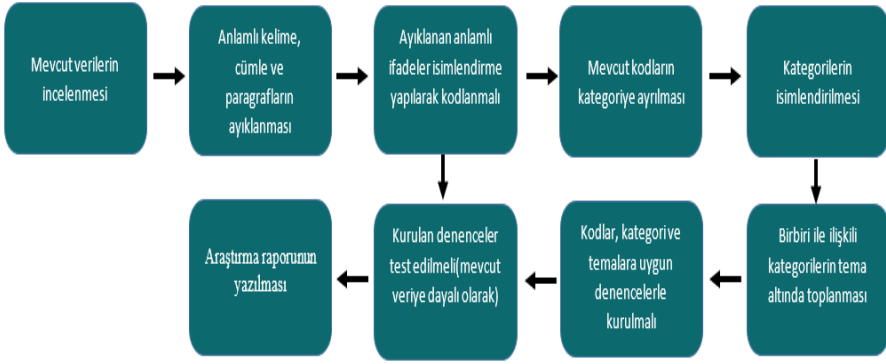 Mevcut verilerin
incelenmesi
Anlamlı kelime,
cümle ve
paragrafların
ayıklanması
Ayıklanan anlamlı
ifadeler isimlendirme
yapılarak kodlanmalı
Mevcut kodların
kategoriye ayrılması
Kategorilerin
isimlendirilmesi
Birbiri ile ilişkili
kategorilerin tema
altında toplanması
Kodlar, kategori ve
temalara uygun
denencelerle
kurulmalı
Kurulan denenceler
test edilmeli(mevcut
veriye dayalı olarak)
Araştırma raporunun
yazılması